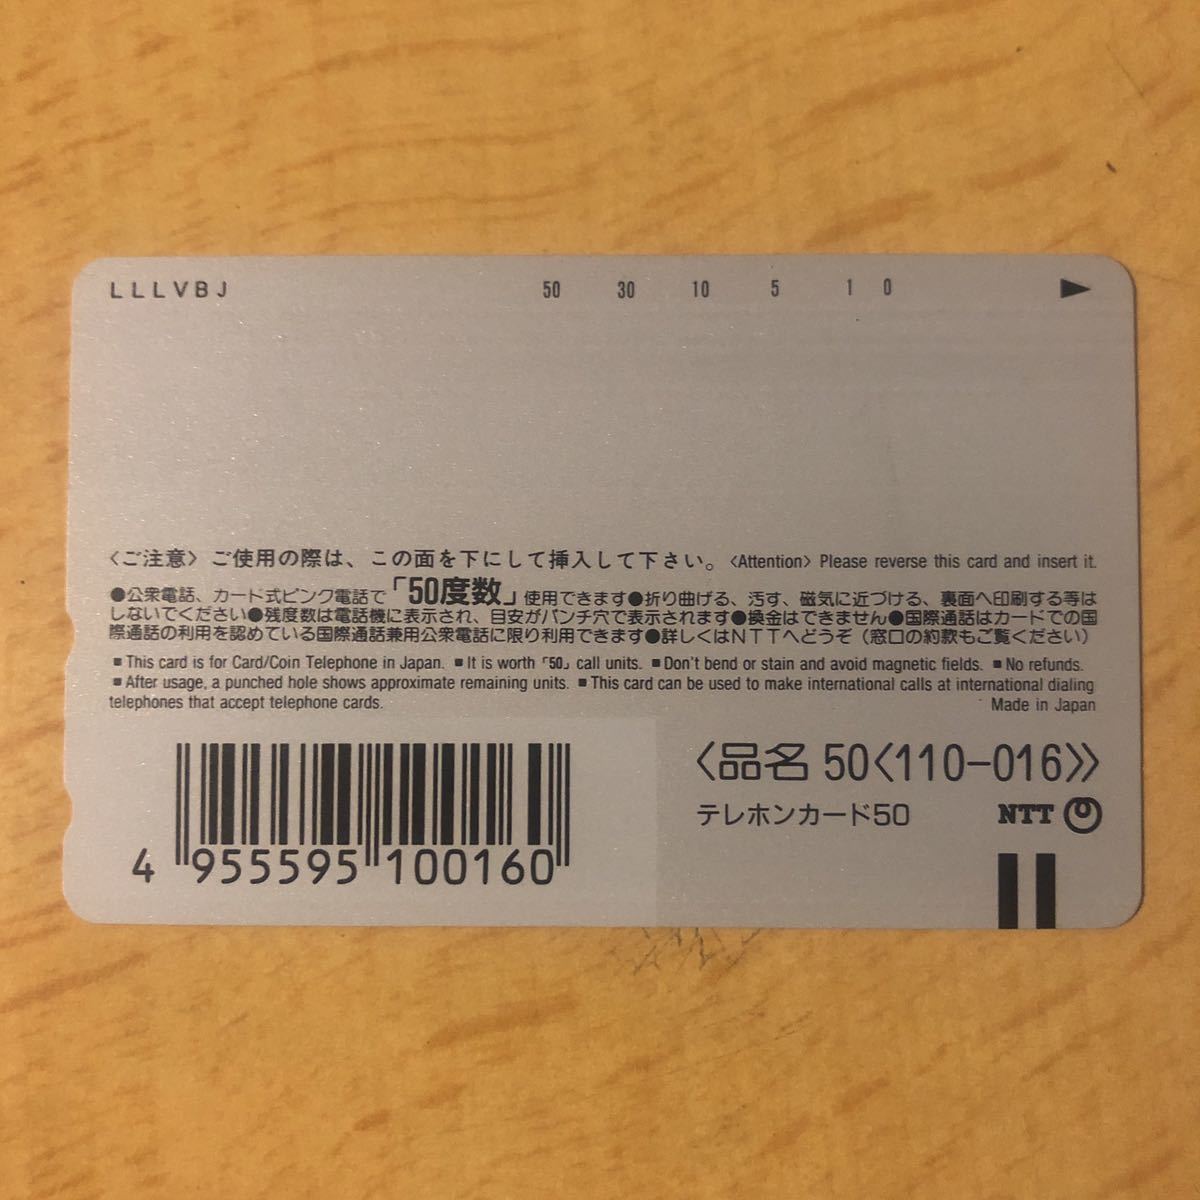 LLLVBJ 50 30 10 5 1 0 ▶
〈ご注意〉ご使用の際は、この面を下にして挿入して下さい。〈Attention〉Please reverse this card and insert it.
●公衆電話、カード式ピンク電話で「50度数」使用できます●折り曲げる、汚す、磁気に近づける、裏面へ印刷する等は
しないでください●残度数は電話機に表示され、目安がパンチ穴で表示されます●換金はできません●国際通話はカードでの国
際通話の利用を認めている国際通話兼用公衆電話に限り利用できます●詳しくはNTTへどうぞ（窓口の約款もご覧ください）
■This card is for Card/Coin Telephone in Japan. ■It is worth「50」call units. ■Don't bend or stain and avoid magnetic fields. ■No refunds.
■After usage, a punched hole shows approximate remaining units. ■This card can be used to make international calls at international dialing
telephones that accept telephone cards. Made in Japan
〈品名 50〈110-016〉〉
テレホンカード50 NTT
4 955595 100160